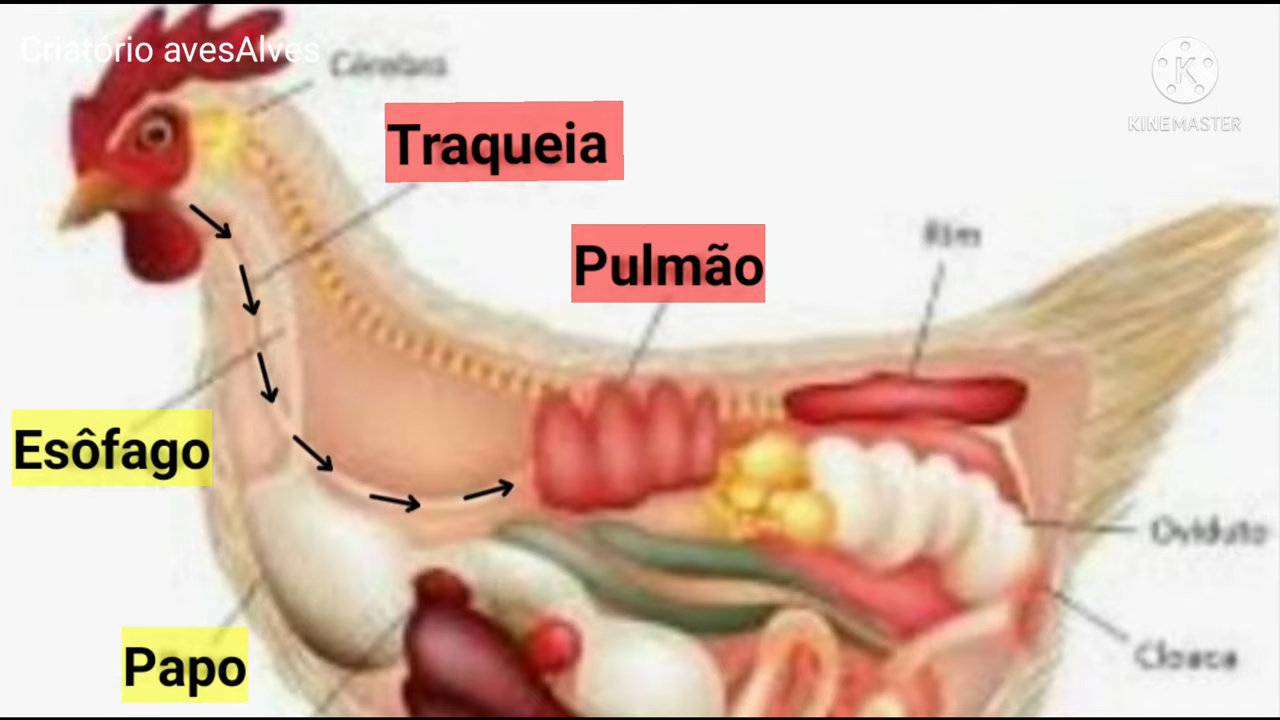 Criatório avesAlves
Cérebro
Traqueia
KINEMASTER
Pulmão
Rim
Esôfago
Oviduto
Papo
Cloaca